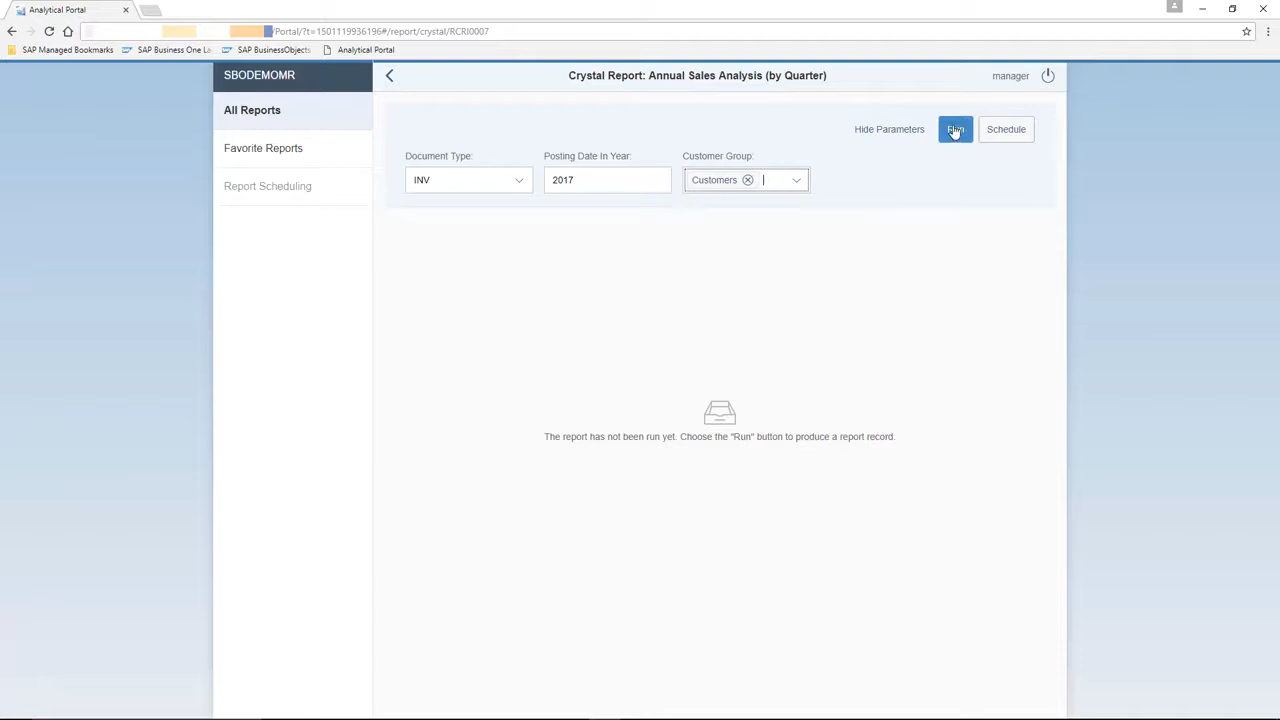 Analytical Portal
/Portal/?t=1501119936196#/report/crystal/RCRI0007
SAP Managed Bookmarks SAP Business One La SAP BusinessObjects Analytical Portal
SBODEMOMR
Crystal Report: Annual Sales Analysis (by Quarter)
manager
All Reports
Hide Parameters Run Schedule
Favorite Reports
Document Type: Posting Date In Year: Customer Group:
INV 2017 Customers
Report Scheduling
The report has not been run yet. Choose the "Run" button to produce a report record.